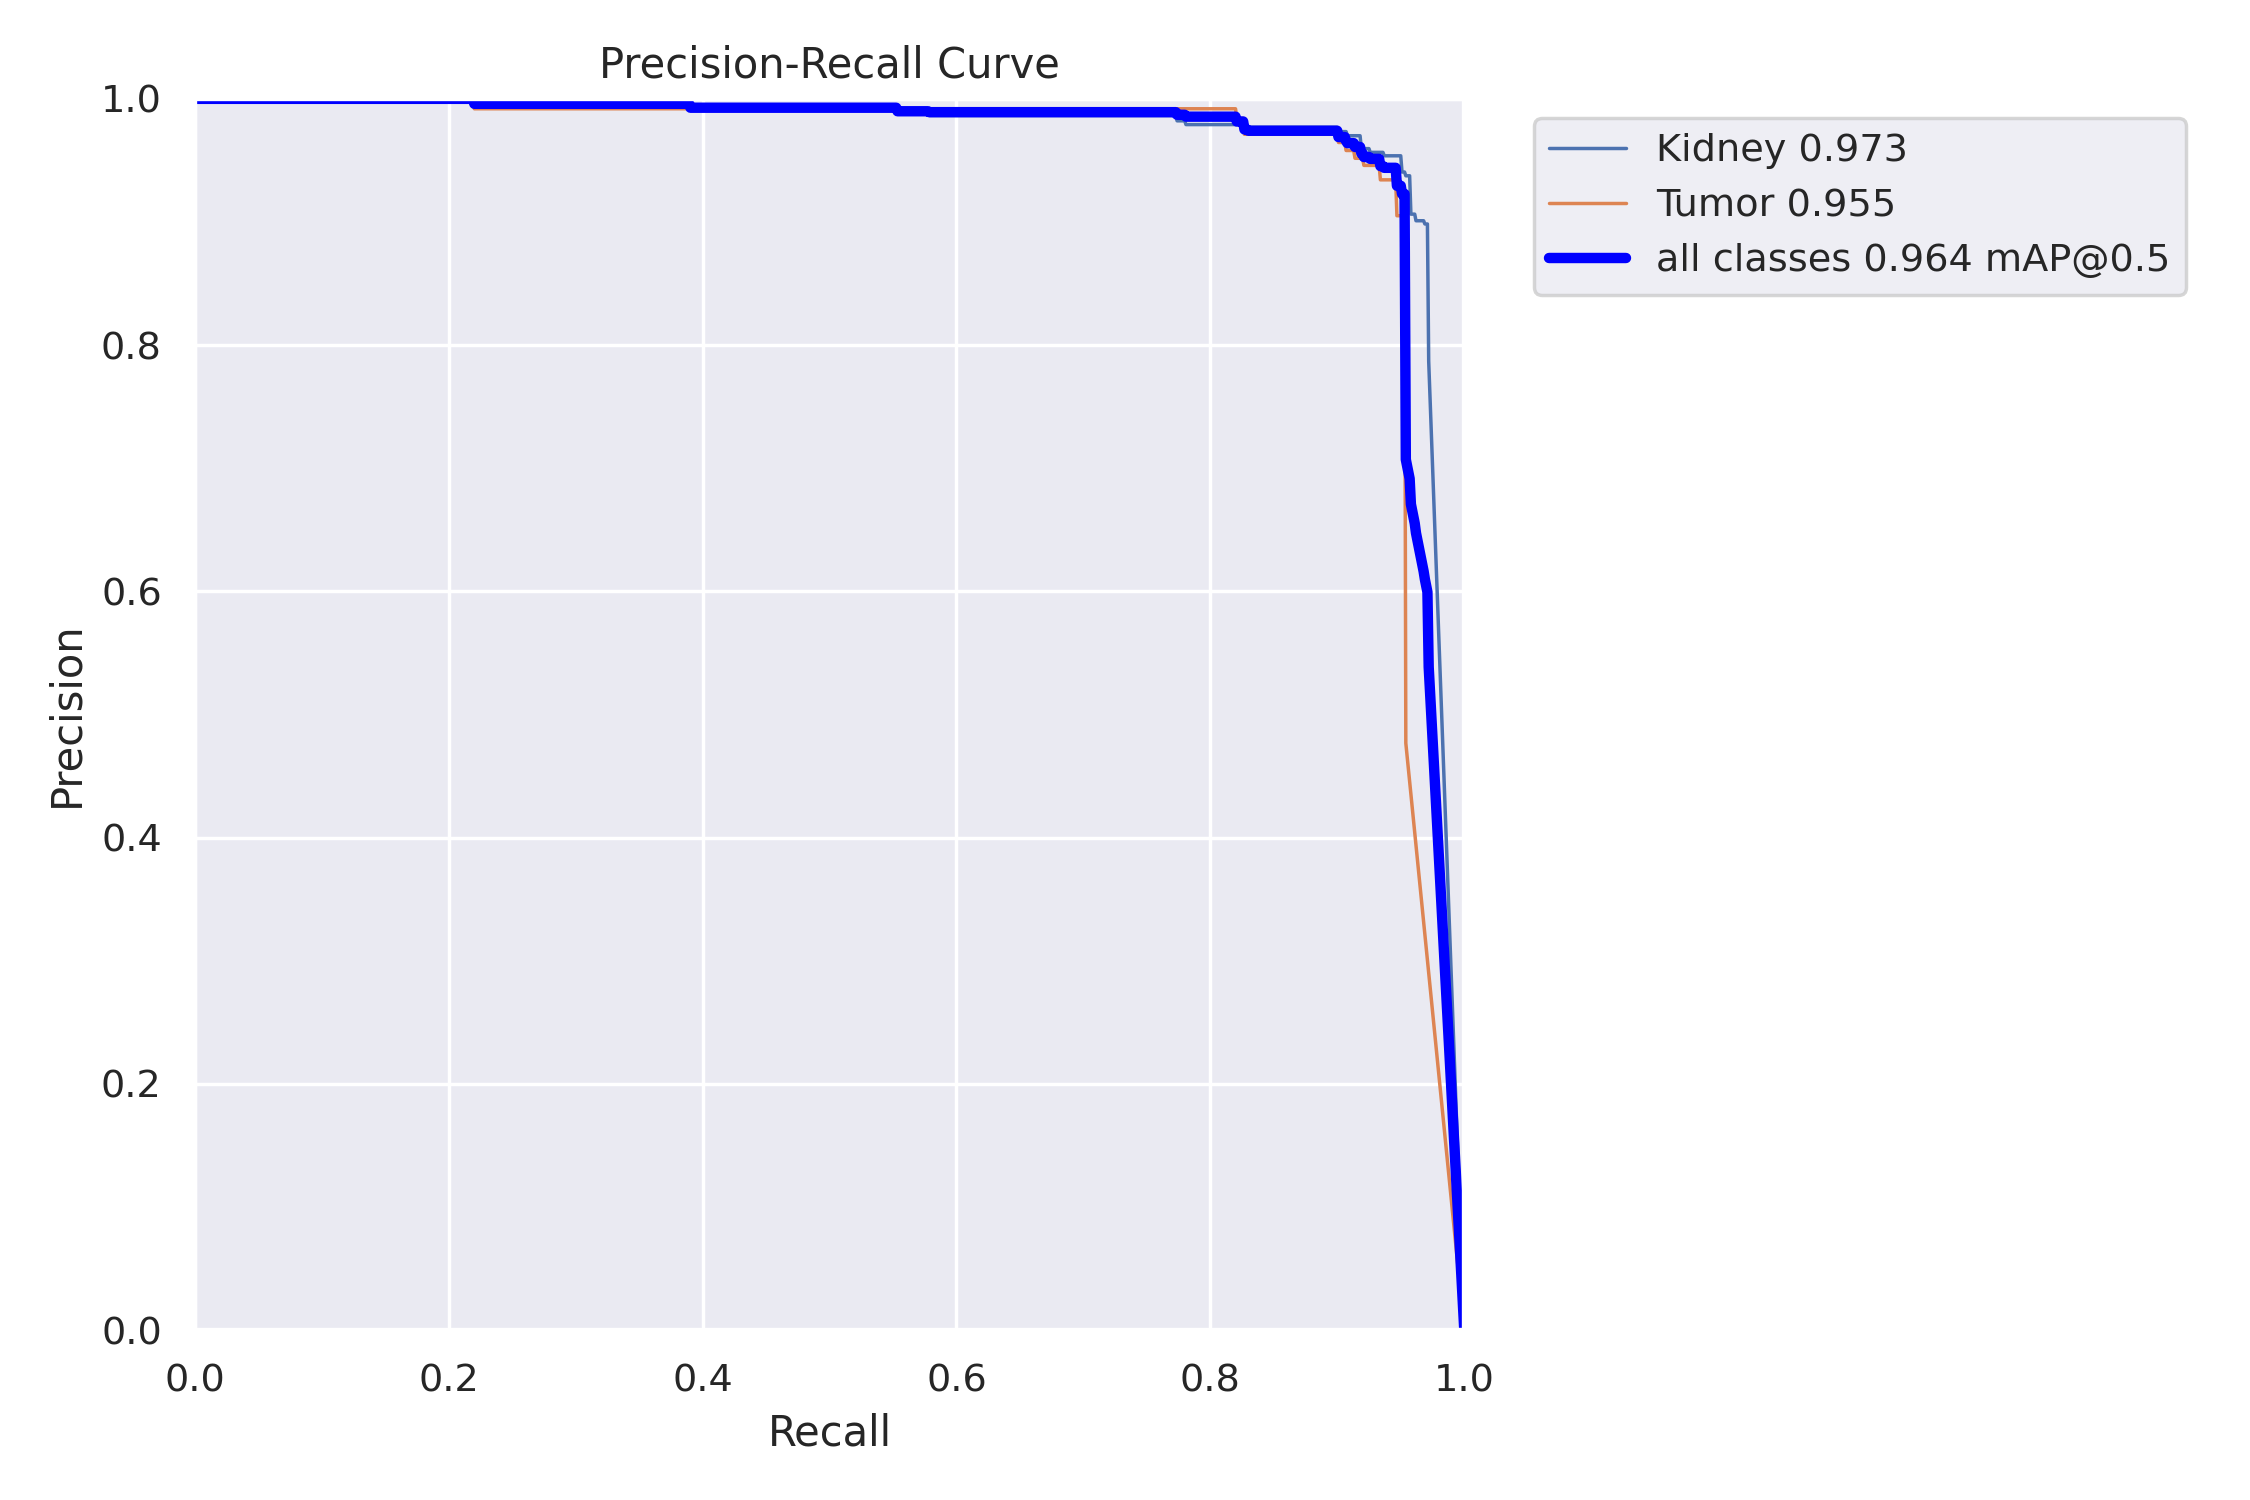 Precision-Recall Curve
1.0
0.8
0.6
0.4
0.2
0.0
Precision
0.0 0.2 0.4 0.6 0.8 1.0
Recall
Kidney 0.973
Tumor 0.955
all classes 0.964 mAP@0.5